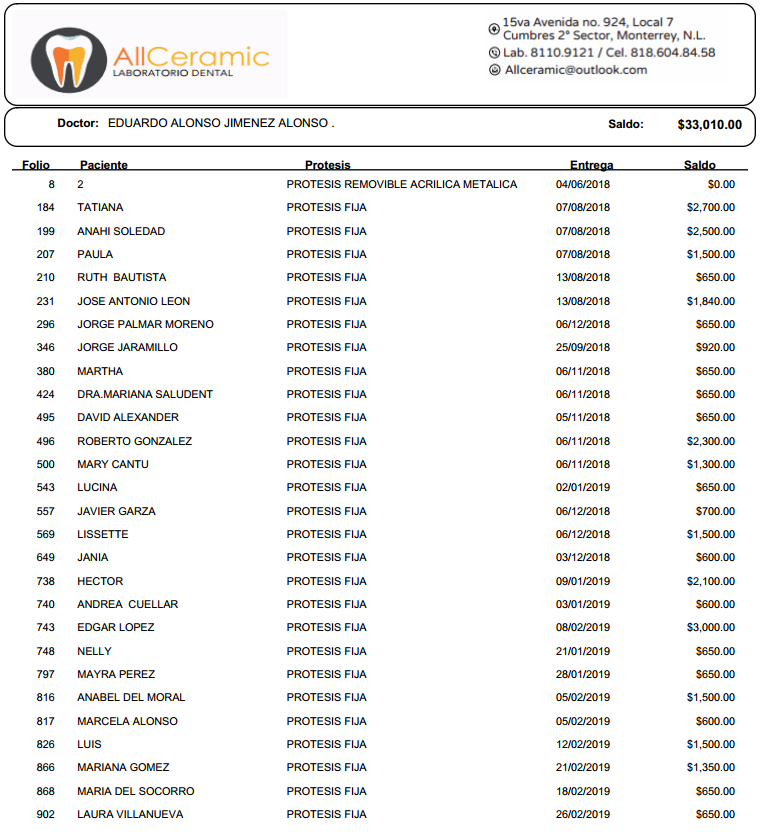 AllCeramic
LABORATORIO DENTAL
15va Avenida no. 924, Local 7
Cumbres 2° Sector, Monterrey, N.L.
Lab. 8110.9121 / Cel. 818.604.84.58
Allceramic@outlook.com
Doctor: EDUARDO ALONSO JIMENEZ ALONSO . Saldo: $33,010.00
Folio Paciente Protesis Entrega Saldo
8 2 PROTESIS REMOVIBLE ACRILICA METALICA 04/06/2018 $0.00
184 TATIANA PROTESIS FIJA 07/08/2018 $2,700.00
199 ANAHI SOLEDAD PROTESIS FIJA 07/08/2018 $2,500.00
207 PAULA PROTESIS FIJA 07/08/2018 $1,500.00
210 RUTH BAUTISTA PROTESIS FIJA 13/08/2018 $650.00
231 JOSE ANTONIO LEON PROTESIS FIJA 13/08/2018 $1,840.00
296 JORGE PALMAR MORENO PROTESIS FIJA 06/12/2018 $650.00
346 JORGE JARAMILLO PROTESIS FIJA 25/09/2018 $920.00
380 MARTHA PROTESIS FIJA 06/11/2018 $650.00
424 DRA.MARIANA SALUDENT PROTESIS FIJA 06/11/2018 $650.00
495 DAVID ALEXANDER PROTESIS FIJA 05/11/2018 $650.00
496 ROBERTO GONZALEZ PROTESIS FIJA 06/11/2018 $2,300.00
500 MARY CANTU PROTESIS FIJA 06/11/2018 $1,300.00
543 LUCINA PROTESIS FIJA 02/01/2019 $650.00
557 JAVIER GARZA PROTESIS FIJA 06/12/2018 $700.00
569 LISSETTE PROTESIS FIJA 06/12/2018 $1,500.00
649 JANIA PROTESIS FIJA 03/12/2018 $600.00
738 HECTOR PROTESIS FIJA 09/01/2019 $2,100.00
740 ANDREA CUELLAR PROTESIS FIJA 03/01/2019 $600.00
743 EDGAR LOPEZ PROTESIS FIJA 08/02/2019 $3,000.00
748 NELLY PROTESIS FIJA 21/01/2019 $650.00
797 MAYRA PEREZ PROTESIS FIJA 28/01/2019 $650.00
816 ANABEL DEL MORAL PROTESIS FIJA 05/02/2019 $1,500.00
817 MARCELA ALONSO PROTESIS FIJA 05/02/2019 $600.00
826 LUIS PROTESIS FIJA 12/02/2019 $1,500.00
866 MARIANA GOMEZ PROTESIS FIJA 21/02/2019 $1,350.00
868 MARIA DEL SOCORRO PROTESIS FIJA 18/02/2019 $650.00
902 LAURA VILLANUEVA PROTESIS FIJA 26/02/2019 $650.00